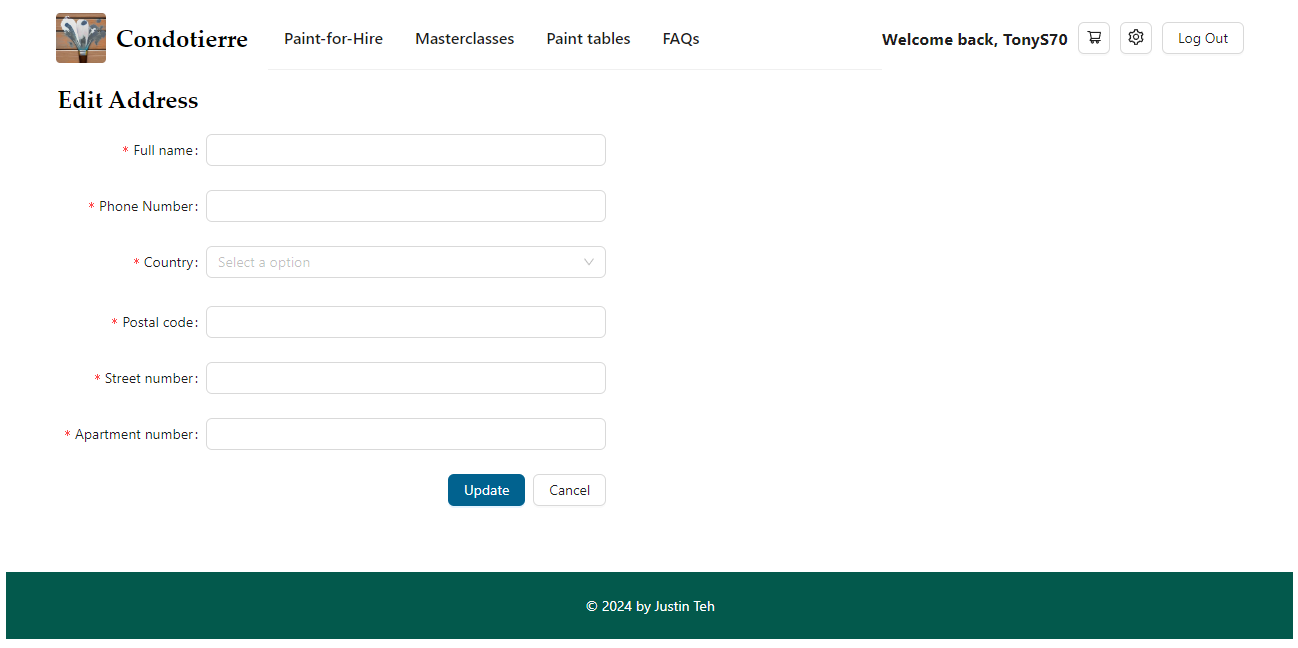 Condotierre Paint-for-Hire Masterclasses Paint tables FAQs Welcome back, TonyS70 Log Out
Edit Address
* Full name:
* Phone Number:
* Country: Select a option
* Postal code:
* Street number:
* Apartment number:
Update Cancel
© 2024 by Justin Teh